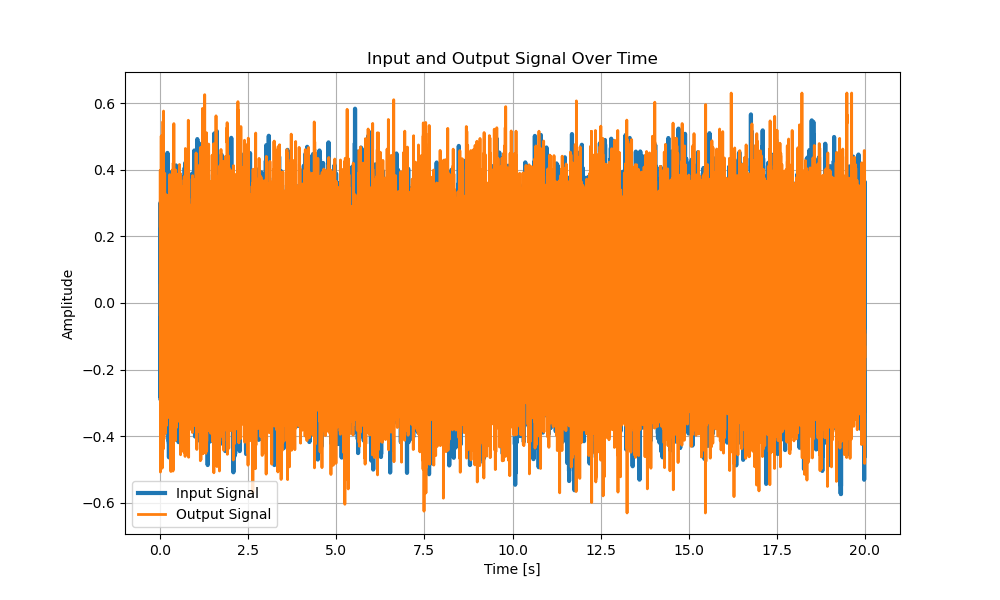 Input and Output Signal Over Time
Amplitude
0.6
0.4
0.2
0.0
−0.2
−0.4
−0.6
Input Signal
Output Signal
0.0 2.5 5.0 7.5 10.0 12.5 15.0 17.5 20.0
Time [s]